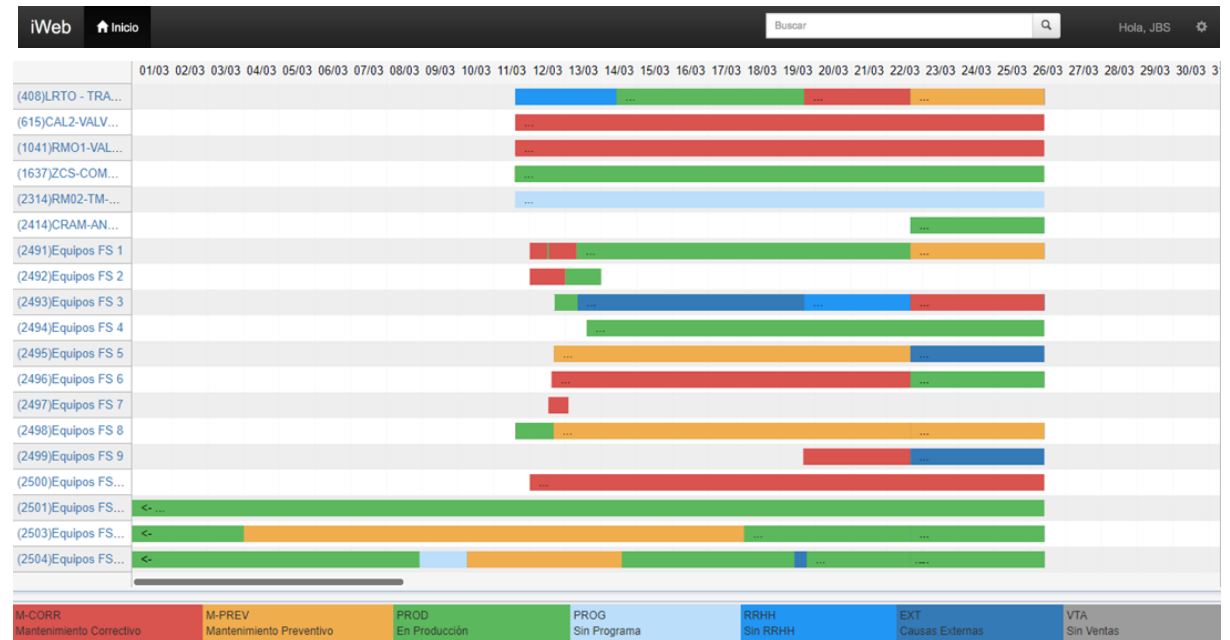 iWeb Inicio Buscar Hola, JBS
01/03 02/03 03/03 04/03 05/03 06/03 07/03 08/03 09/03 10/03 11/03 12/03 13/03 14/03 15/03 16/03 17/03 18/03 19/03 20/03 21/03 22/03 23/03 24/03 25/03 26/03 27/03 28/03 29/03 30/03 3
(408)LRTO - TRA... ... ... ...
(615)CAL2-VALV... ...
(1041)RMO1-VAL... ...
(1637)ZCS-COM... ...
(2314)RM02-TM-... ...
(2414)CRAM-AN... ...
(2491)Equipos FS 1 ... ...
(2492)Equipos FS 2
(2493)Equipos FS 3 ... ... ...
(2494)Equipos FS 4 ...
(2495)Equipos FS 5 ... ...
(2496)Equipos FS 6 ... ...
(2497)Equipos FS 7
(2498)Equipos FS 8 ... ...
(2499)Equipos FS 9 ...
(2500)Equipos FS... ...
(2501)Equipos FS... <- ...
(2503)Equipos FS... <- ... ...
(2504)Equipos FS... <- ... ...
M-CORR M-PREV PROD PROG RRHH EXT VTA
Mantenimiento Correctivo Mantenimiento Preventivo En Producción Sin Programa Sin RRHH Causas Externas Sin Ventas